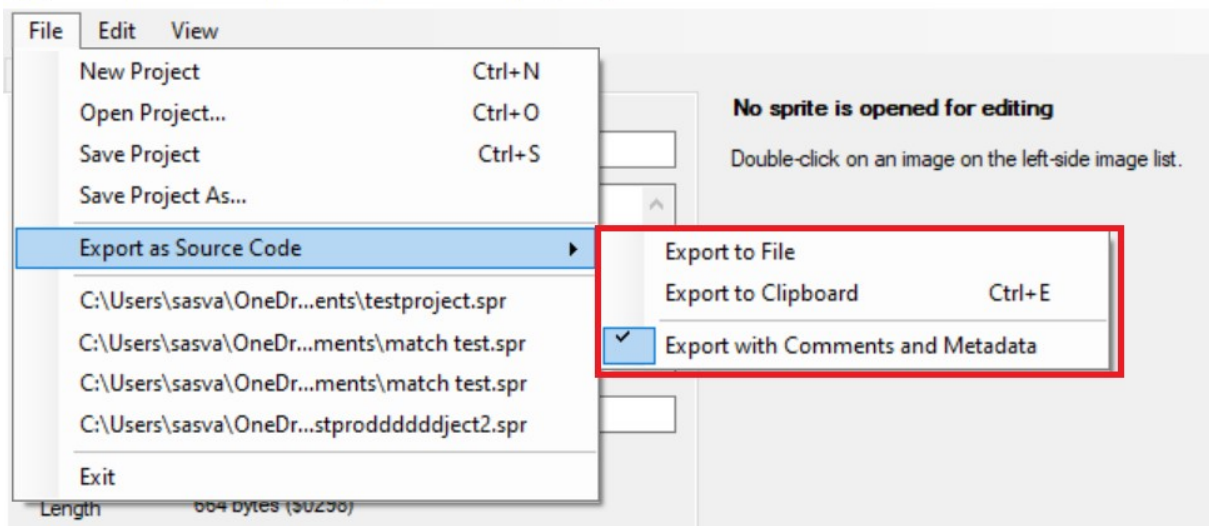 File Edit View
New Project Ctrl+N
Open Project... Ctrl+O
Save Project Ctrl+S
Save Project As...
Export as Source Code
C:\Users\sasva\OneDr...ents\testproject.spr
C:\Users\sasva\OneDr...ments\match test.spr
C:\Users\sasva\OneDr...ments\match test.spr
C:\Users\sasva\OneDr...stproddddddject2.spr
Exit
Length 664 bytes ($0298)
Export to File
Export to Clipboard Ctrl+E
Export with Comments and Metadata
No sprite is opened for editing
Double-click on an image on the left-side image list.